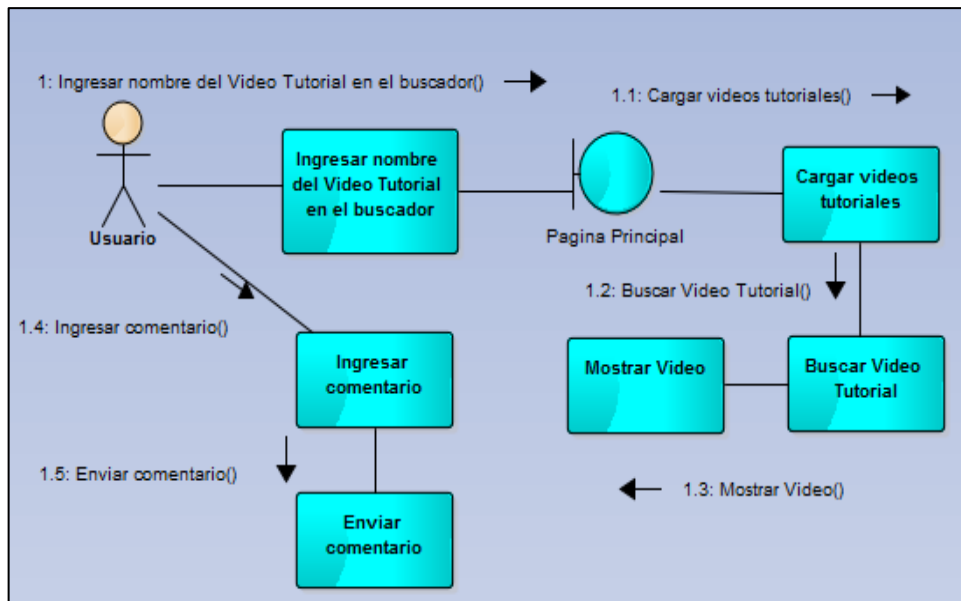 1: Ingresar nombre del Video Tutorial en el buscador()
1.1: Cargar videos tutoriales()
Usuario
Ingresar nombre
del Video Tutorial
en el buscador
Pagina Principal
Cargar videos
tutoriales
1.2: Buscar Video Tutorial()
1.4: Ingresar comentario()
Ingresar
comentario
Mostrar Video
Buscar Video
Tutorial
1.5: Enviar comentario()
1.3: Mostrar Video()
Enviar
comentario